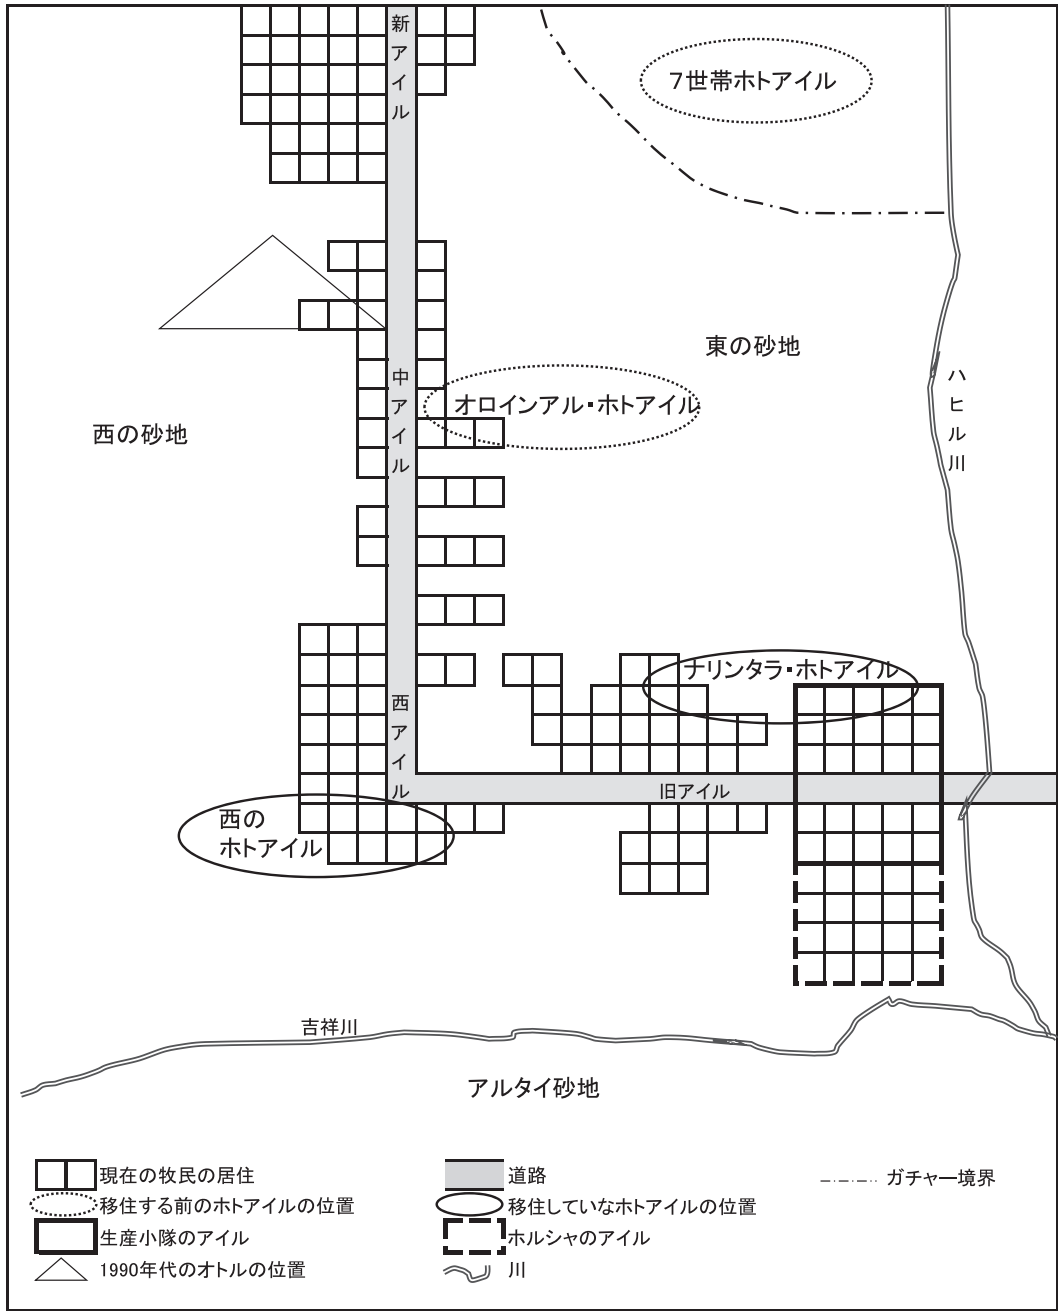 新アイル
7世帯ホトアイル
東の砂地
中アイル
ハヒル川
オロインアル・ホトアイル
西の砂地
ナリンタラ・ホトアイル
西アイル
旧アイル
西の
ホトアイル
吉祥川
アルタイ砂地
現在の牧民の居住
道路
ガチャー境界
移住する前のホトアイルの位置
移住していなホトアイルの位置
生産小隊のアイル
ホルシャのアイル
1990年代のオトルの位置
川